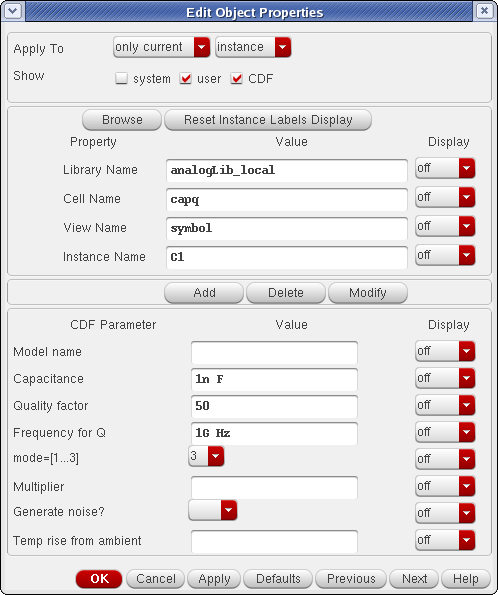 Edit Object Properties
Apply To only current instance
Show system user CDF
Browse Reset Instance Labels Display
Property Value Display
Library Name analogLib_local off
Cell Name capq off
View Name symbol off
Instance Name C1 off
Add Delete Modify
CDF Parameter Value Display
Model name off
Capacitance 1n F off
Quality factor 50 off
Frequency for Q 1G Hz off
mode=[1...3] 3 off
Multiplier off
Generate noise? off
Temp rise from ambient off
OK Cancel Apply Defaults Previous Next Help